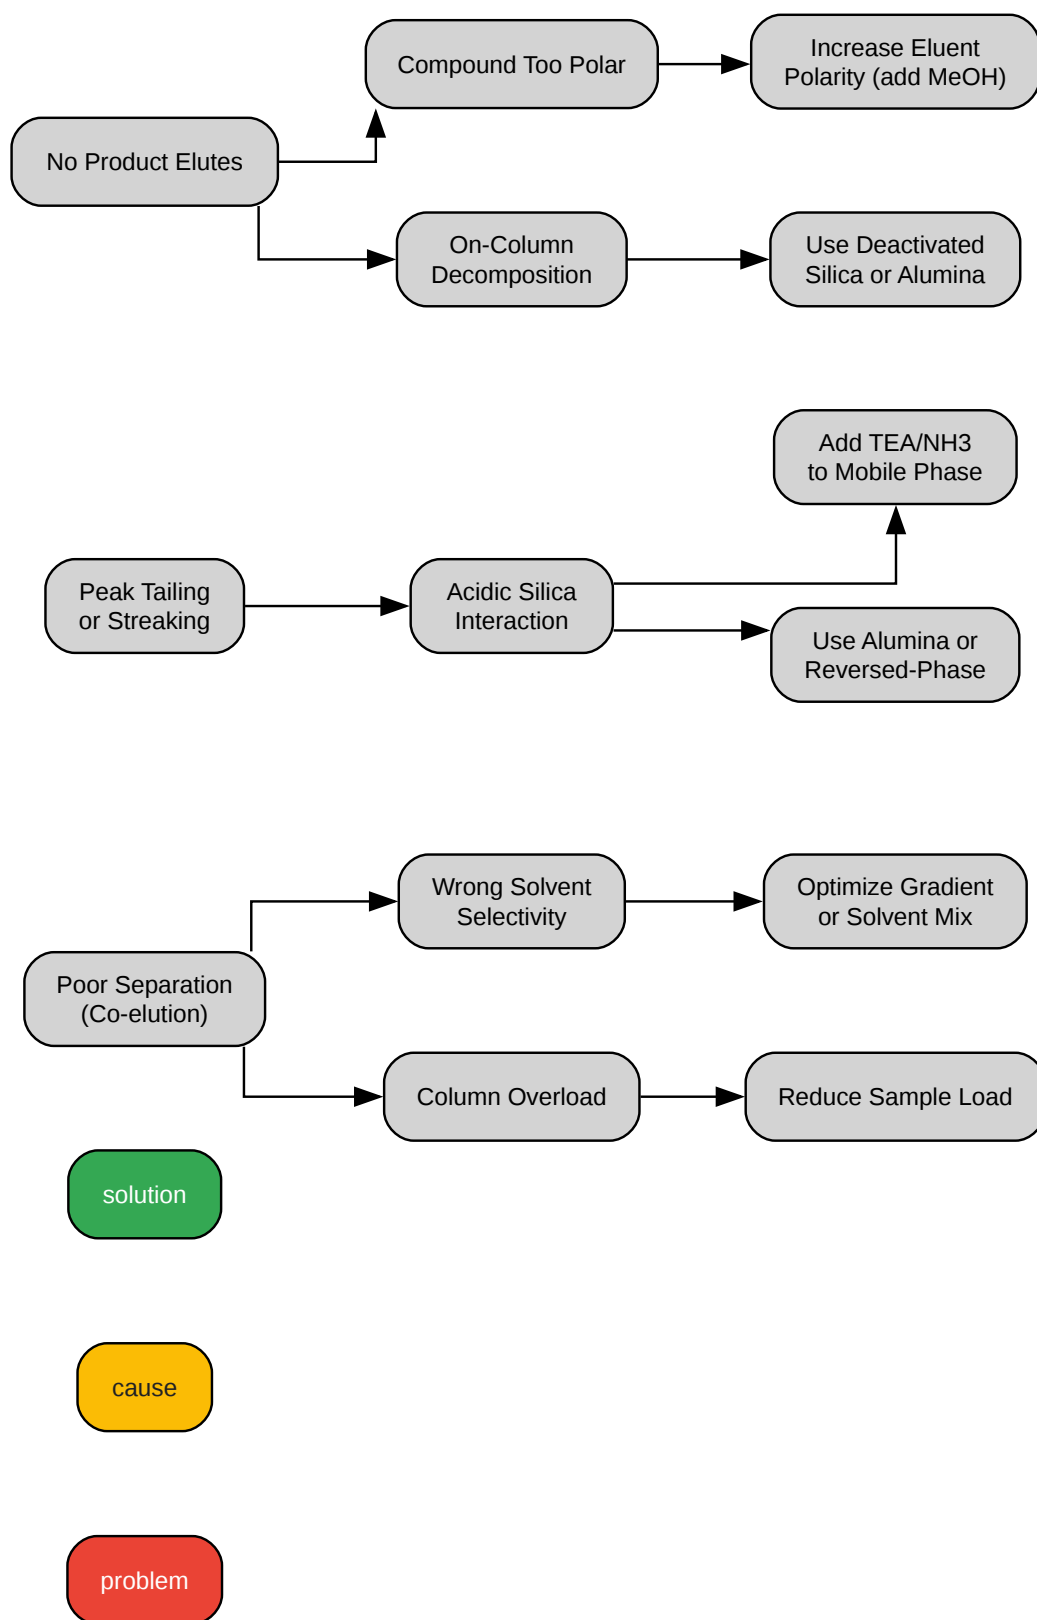 Compound Too Polar
Increase Eluent
Polarity (add MeOH)
No Product Elutes
On-Column
Decomposition
Use Deactivated
Silica or Alumina
Add TEA/NH3
to Mobile Phase
Peak Tailing
or Streaking
Acidic Silica
Interaction
Use Alumina or
Reversed-Phase
Wrong Solvent
Selectivity
Optimize Gradient
or Solvent Mix
Poor Separation
(Co-elution)
Column Overload
Reduce Sample Load
solution
cause
problem